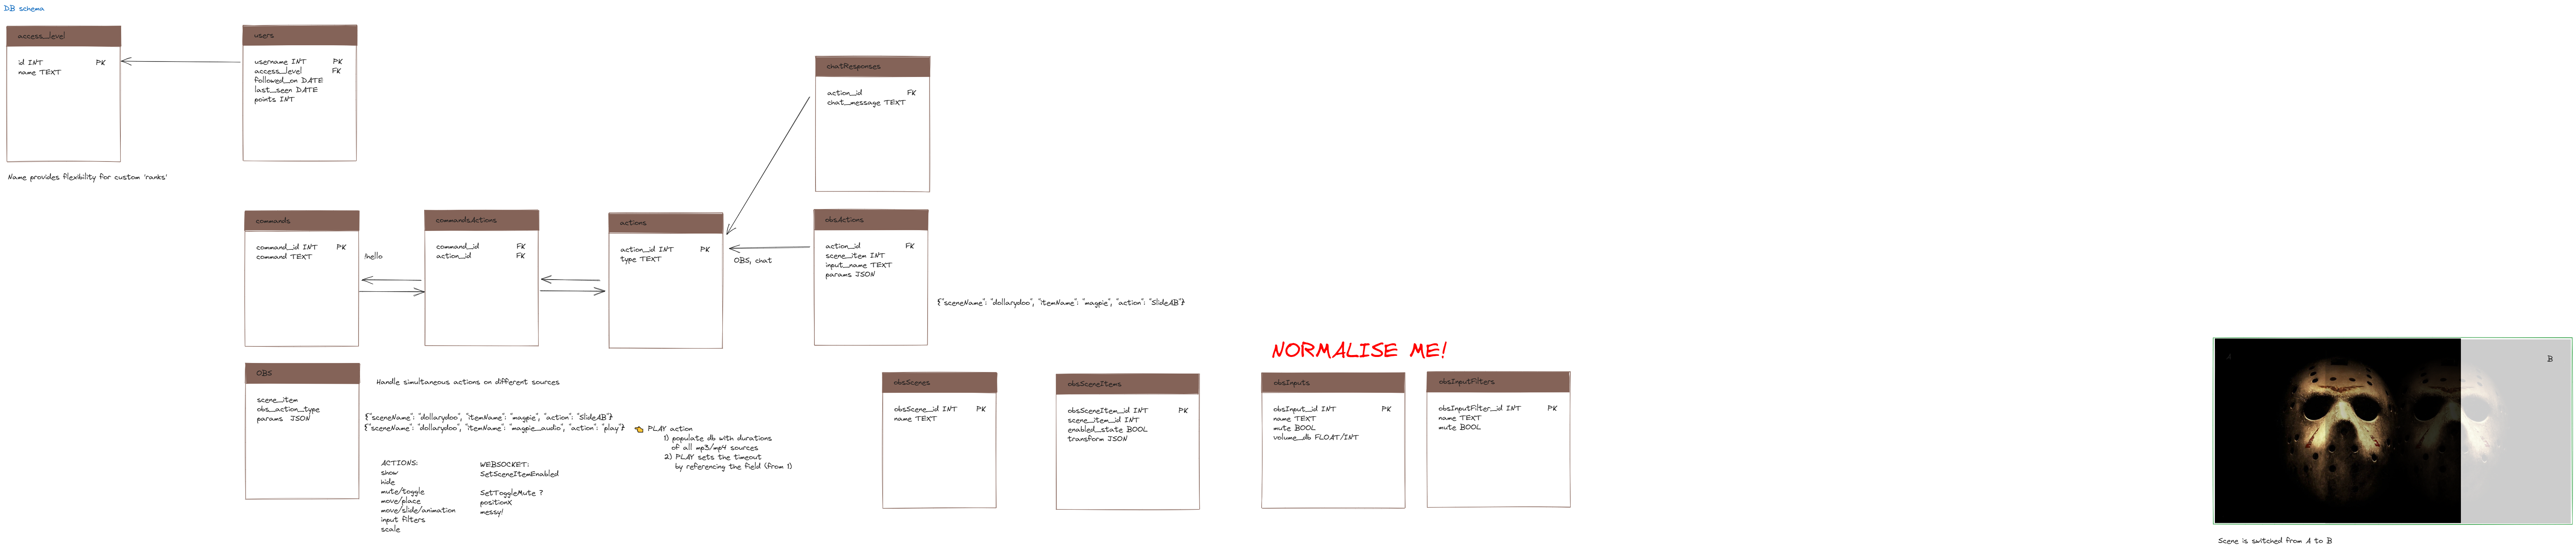 DB schema
access_level
id INT PK
name TEXT
Name provides flexibility for custom 'ranks'
users
username INT PK
access_level FK
followed_on DATE
last_seen DATE
points INT
chatResponses
action_id FK
chat_message TEXT
commands
command_id INT PK
command TEXT
!hello
commandsActions
command_id FK
action_id FK
actions
action_id INT PK
type TEXT
OBS, chat
obsActions
action_id FK
scene_item INT
input_name TEXT
params JSON
{"sceneName": "dollarydoo", "itemName": "magpie", "action": "SlideAB"}
OBS
scene_item
obs_action_type
params JSON
Handle simultaneous actions on different sources
{"sceneName": "dollarydoo", "itemName": "magpie", "action": "SlideAB"}
{"sceneName": "dollarydoo", "itemName": "magpie_audio", "action": "play"}
👈 PLAY action
1) populate db with durations
of all mp3/mp4 sources
2) PLAY sets the timeout
by referencing the field (from 1)
ACTIONS:
show
hide
mute/toggle
move/place
move/slide/animation
input filters
scale
WEBSOCKET:
SetSceneItemEnabled
SetToggleMute ?
positionX
messy!
NORMALISE ME!
obsScenes
obsScene_id INT PK
name TEXT
obsSceneItems
obsSceneItem_id INT PK
scene_item_id INT
enabled_state BOOL
transform JSON
obsInputs
obsInput_id INT PK
name TEXT
mute BOOL
volume_db FLOAT/INT
obsInputFilters
obsInputFilter_id INT PK
name TEXT
mute BOOL
A
B
Scene is switched from A to B